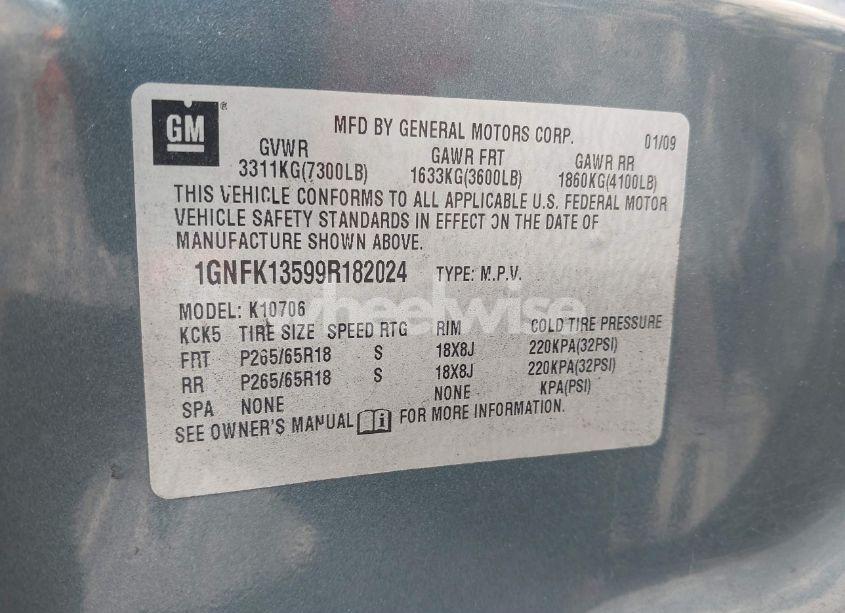 GM ®
MFD BY GENERAL MOTORS CORP. 01/09
GVWR GAWR FRT GAWR RR
3311KG(7300LB) 1633KG(3600LB) 1860KG(4100LB)
THIS VEHICLE CONFORMS TO ALL APPLICABLE U.S. FEDERAL MOTOR
VEHICLE SAFETY STANDARDS IN EFFECT ON THE DATE OF
MANUFACTURE SHOWN ABOVE.
1GNFK13599R182024 TYPE: M.P.V.
MODEL: K10706
wheelwise
KCK5 TIRE SIZE SPEED RTG RIM COLD TIRE PRESSURE
FRT P265/65R18 S 18X8J 220KPA(32PSI)
RR P265/65R18 S 18X8J 220KPA(32PSI)
SPA NONE NONE KPA(PSI)
SEE OWNER'S MANUAL i FOR MORE INFORMATION.